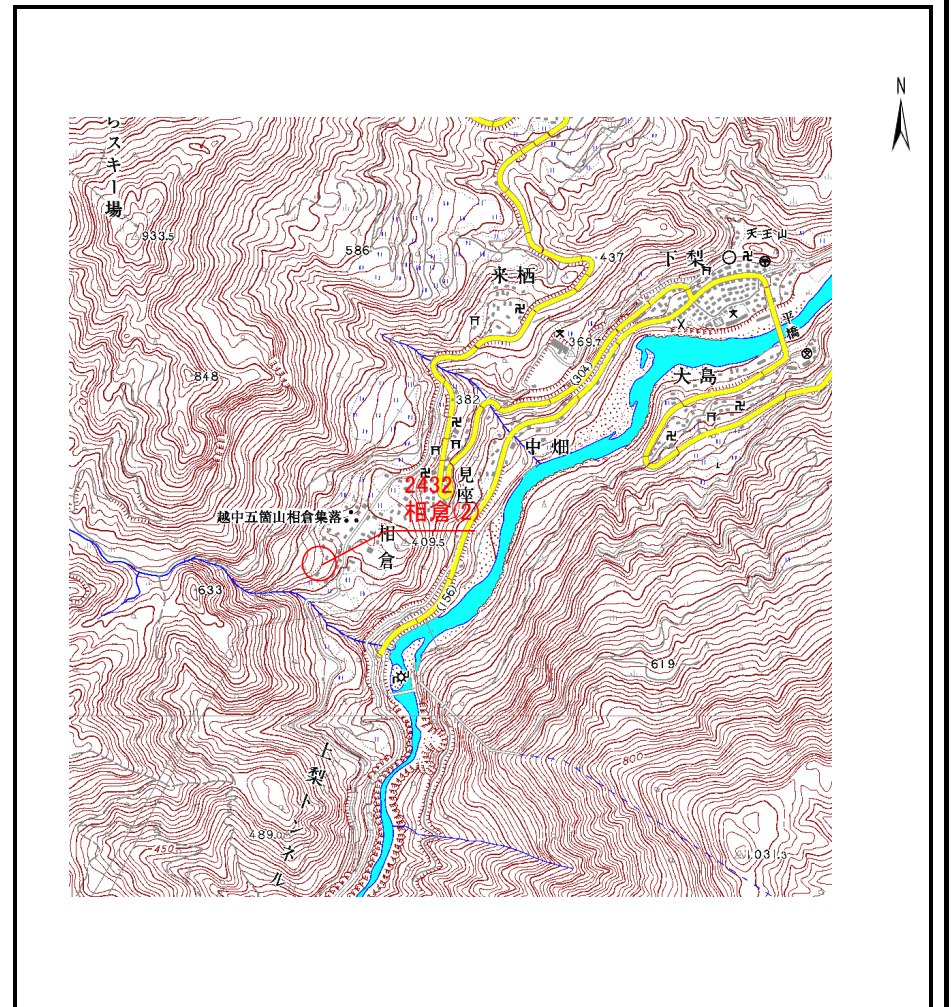 N
らスキー場
933.5
586
437
天王山
下梨
来栖
平橋
369.7
304
大島
848
382
中畑
見座
2432
相倉(2)
越中五箇山相倉集落
相倉
409.5
156
633
619
上梨トンネル
800
489.0
450
1031.3